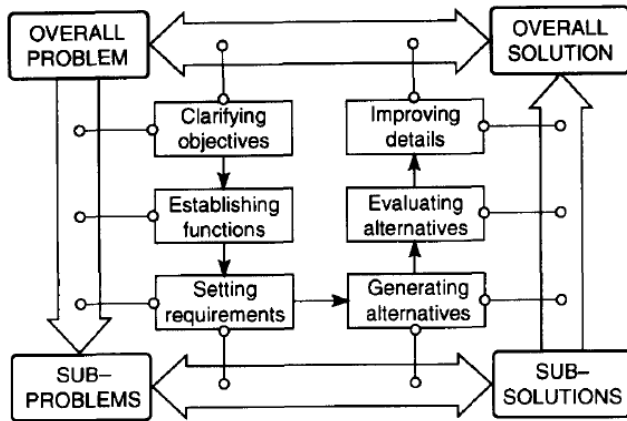 OVERALL
PROBLEM
OVERALL
SOLUTION
Clarifying
objectives
Improving
details
Establishing
functions
Evaluating
alternatives
Setting
requirements
Generating
alternatives
SUB–
PROBLEMS
SUB–
SOLUTIONS